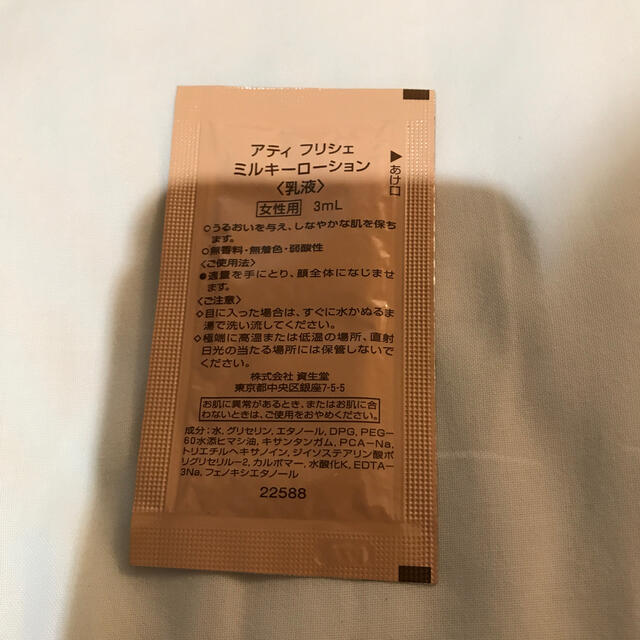 アティ フリシェ
ミルキーローション
〈乳液〉
女性用 3mL
▶あけ口
○うるおいを与え、しなやかな肌を保ち
ます。
○無香料・無着色・弱酸性
〈ご使用法〉
●適量を手にとり、顔全体になじませ
ます。
〈ご注意〉
◇目に入った場合は、すぐに水かぬるま
湯で洗い流してください。
◇極端に高温または低温の場所、直射
日光の当たる場所には保管しないで
ください。
株式会社 資生堂
東京都中央区銀座7-5-5
お肌に異常があるとき、またはお肌に合
わないときは、ご使用をおやめください。
成分:水、グリセリン、エタノール、DPG、PEG-
60水添ヒマシ油、キサンタンガム、PCA-Na、
トリエチルヘキサノイン、ジイソステアリン酸ポ
リグリセリル-2、カルボマー、水酸化K、EDTA-
3Na、フェノキシエタノール
22588